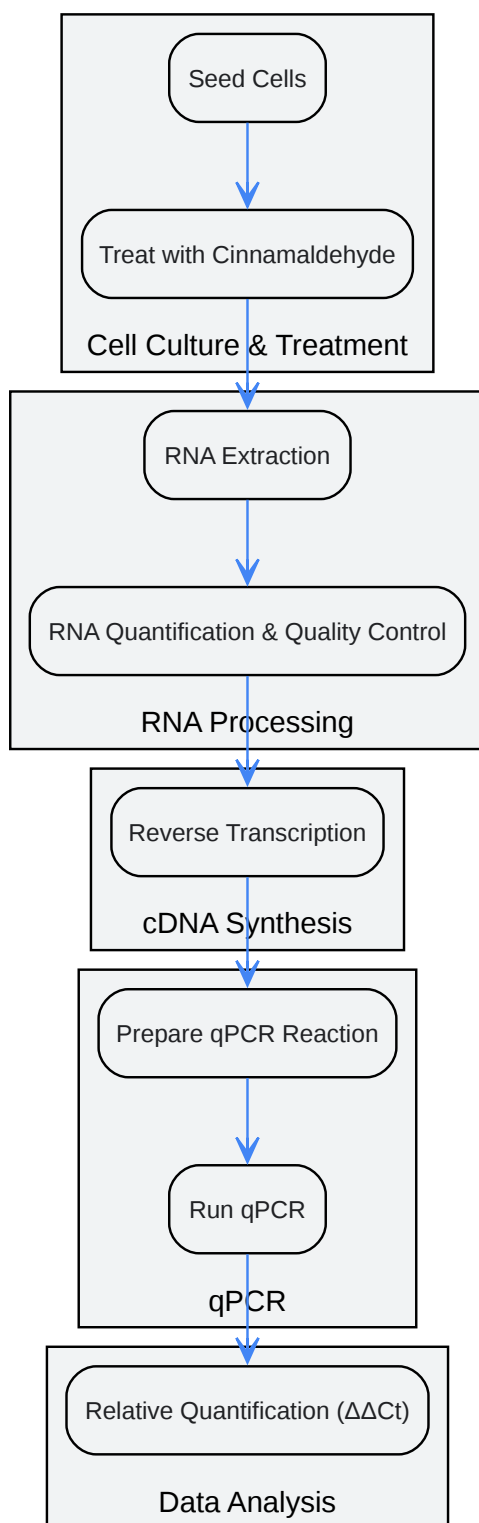 Seed Cells
Treat with Cinnamaldehyde
Cell Culture & Treatment
RNA Extraction
RNA Quantification & Quality Control
RNA Processing
Reverse Transcription
cDNA Synthesis
Prepare qPCR Reaction
Run qPCR
qPCR
Relative Quantification (ΔΔCt)
Data Analysis